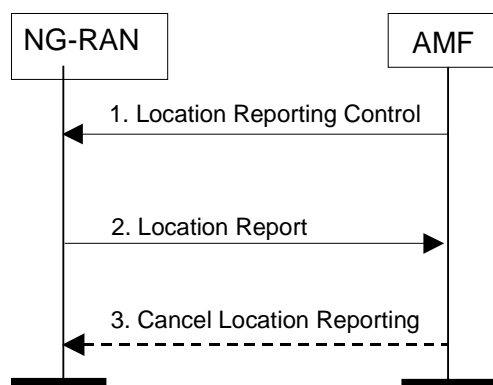 NG-RAN
AMF
1. Location Reporting Control
2. Location Report
3. Cancel Location Reporting